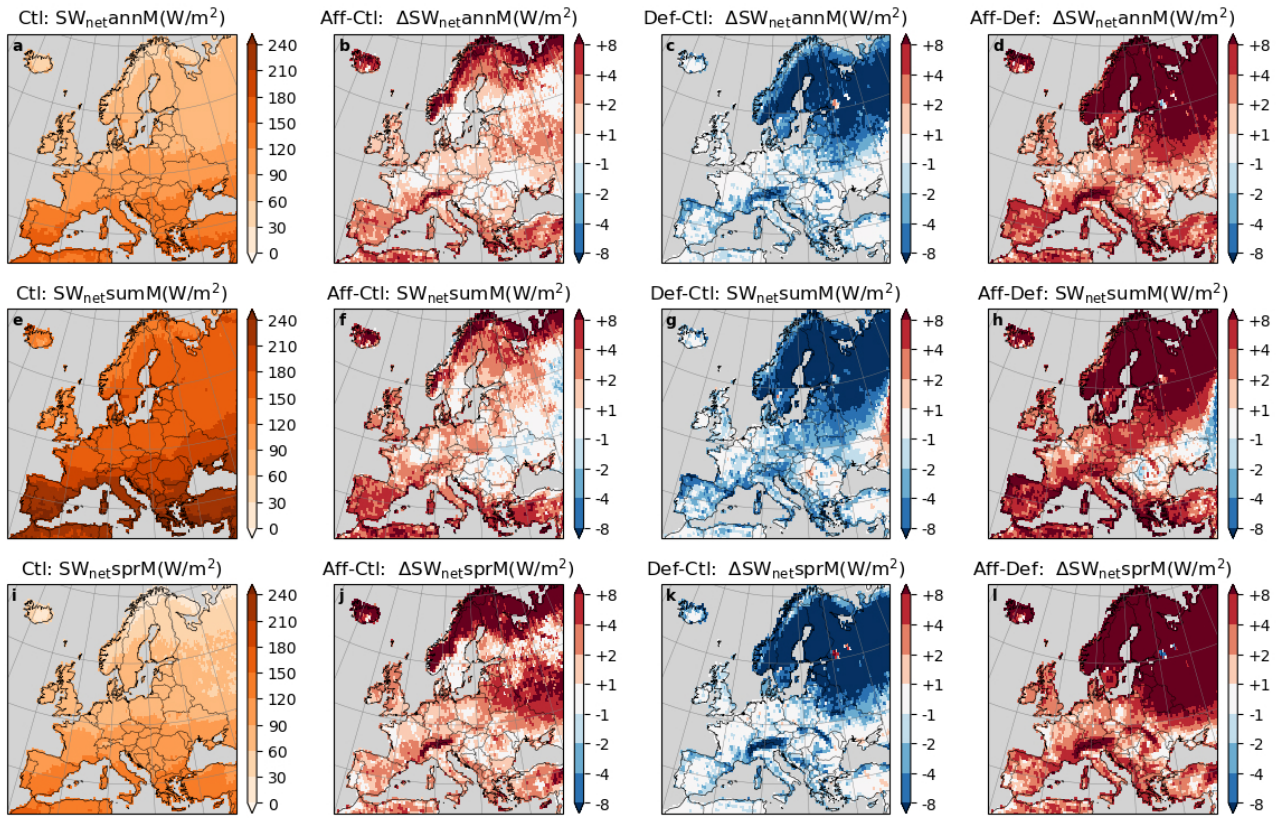 Ctl: SWnetannM(W/m²) Aff-Ctl: ΔSWnetannM(W/m²) Def-Ctl: ΔSWnetannM(W/m²) Aff-Def: ΔSWnetannM(W/m²)
a b c d
240 +8 +8 +8
210 +4 +4 +4
180 +2 +2 +2
150 +1 +1 +1
120 -1 -1 -1
90 -2 -2 -2
60 -4 -4 -4
30 -8 -8 -8
0
Ctl: SWnetsumM(W/m²) Aff-Ctl: SWnetsumM(W/m²) Def-Ctl: SWnetsumM(W/m²) Aff-Def: SWnetsumM(W/m²)
e f g h
240 +8 +8 +8
210 +4 +4 +4
180 +2 +2 +2
150 +1 +1 +1
120 -1 -1 -1
90 -2 -2 -2
60 -4 -4 -4
30 -8 -8 -8
0
Ctl: SWnetsprM(W/m²) Aff-Ctl: ΔSWnetsprM(W/m²) Def-Ctl: ΔSWnetsprM(W/m²) Aff-Def: ΔSWnetsprM(W/m²)
i j k l
240 +8 +8 +8
210 +4 +4 +4
180 +2 +2 +2
150 +1 +1 +1
120 -1 -1 -1
90 -2 -2 -2
60 -4 -4 -4
30 -8 -8 -8
0